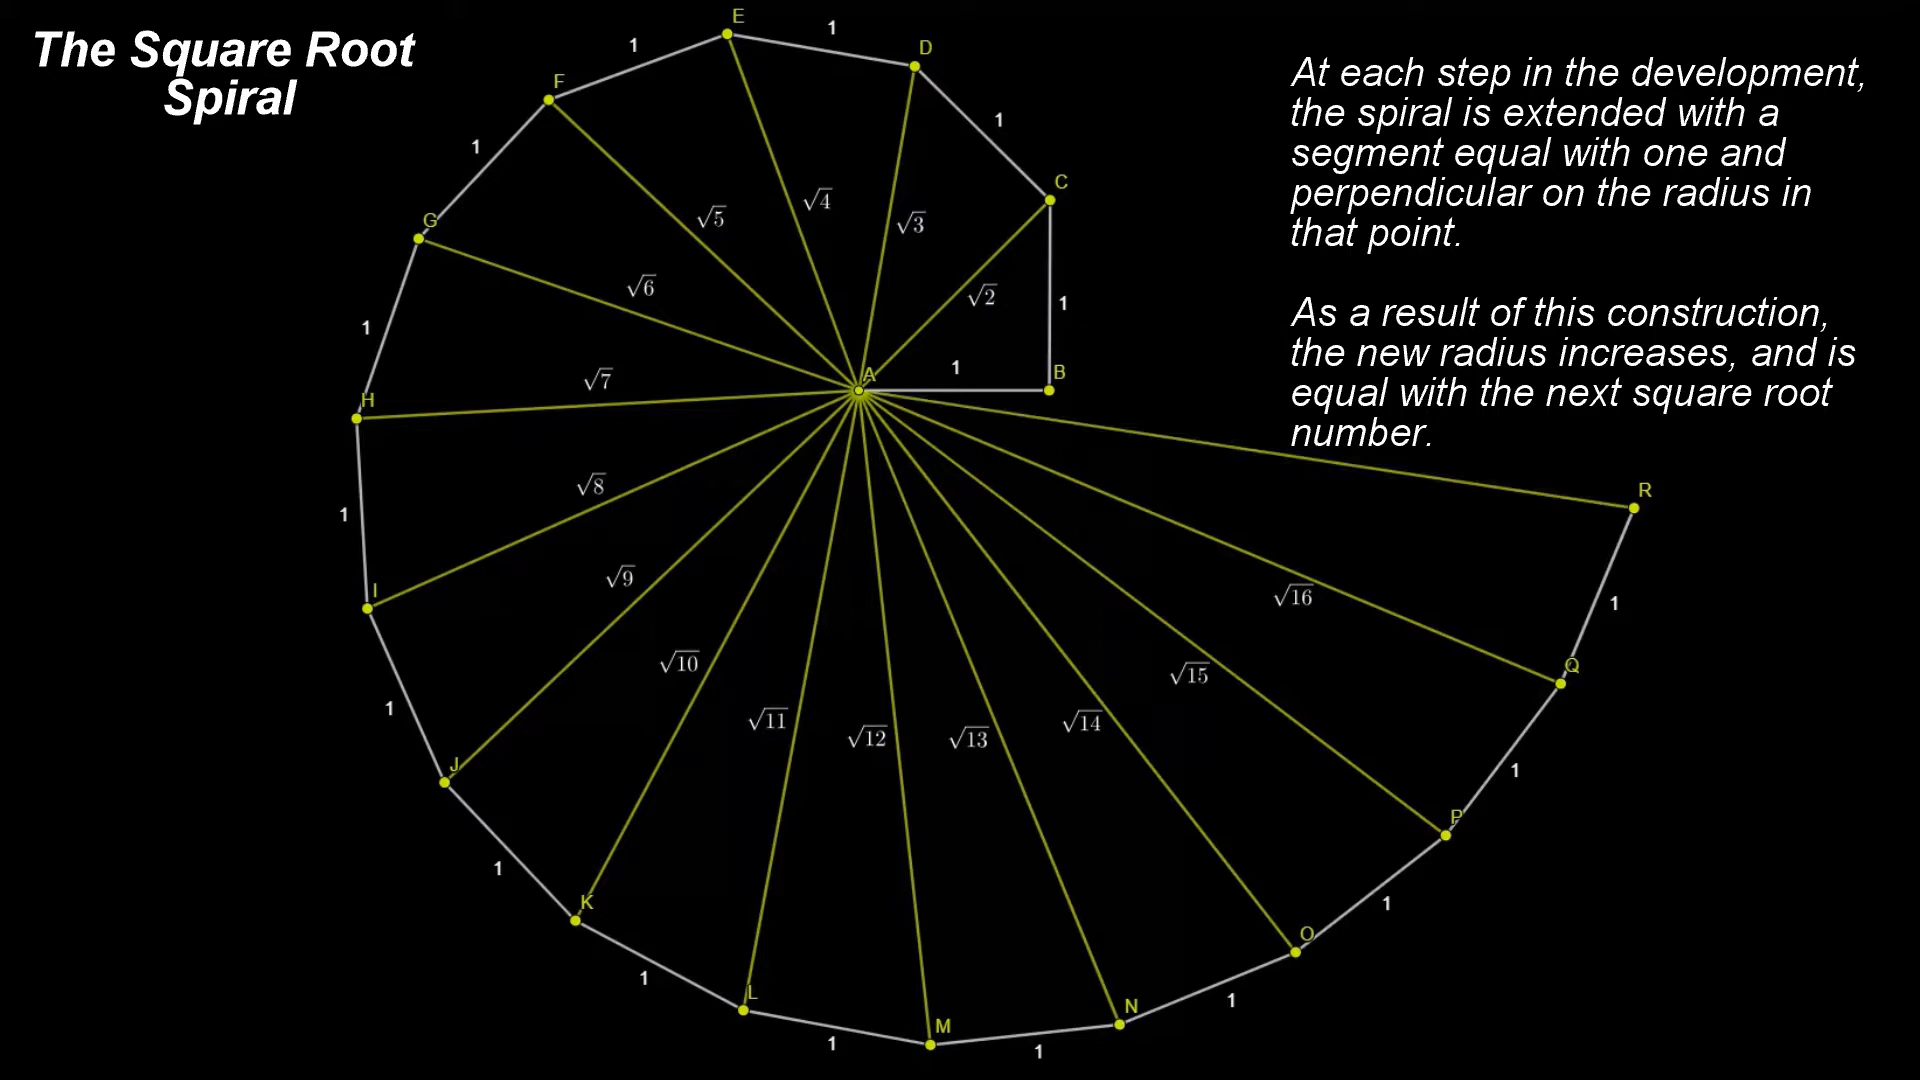 The Square Root
Spiral
At each step in the development,
the spiral is extended with a
segment equal with one and
perpendicular on the radius in
that point.
As a result of this construction,
the new radius increases, and is
equal with the next square root
number.
E
1
1
D
F
1
1
C
G
√5
√4
√3
√6
√2
1
1
√7
A
1
B
H
√8
R
1
√9
I
√16
1
√10
Q
√15
1
√11
√12
√13
√14
J
1
P
1
K
1
O
1
L
N
1
M
1
1